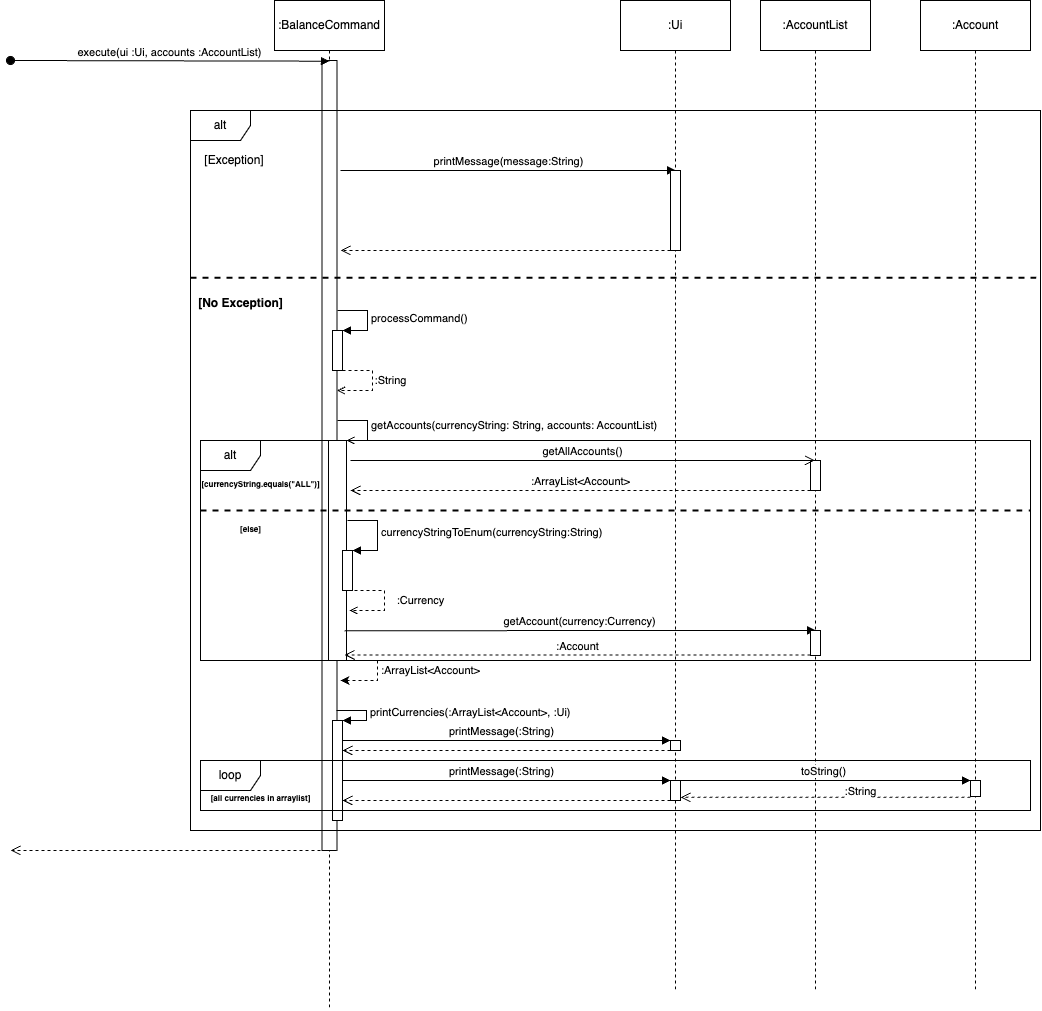 :BalanceCommand
:Ui
:AccountList
:Account
execute(ui :Ui, accounts :AccountList)
alt
[Exception]
printMessage(message:String)
[No Exception]
processCommand()
:String
getAccounts(currencyString: String, accounts: AccountList)
alt
getAllAccounts()
[currencyString.equals("ALL")]
:ArrayList<Account>
[else]
currencyStringToEnum(currencyString:String)
:Currency
getAccount(currency:Currency)
:Account
:ArrayList<Account>
printCurrencies(:ArrayList<Account>, :Ui)
printMessage(:String)
loop
printMessage(:String)
toString()
[all currencies in arraylist]
:String